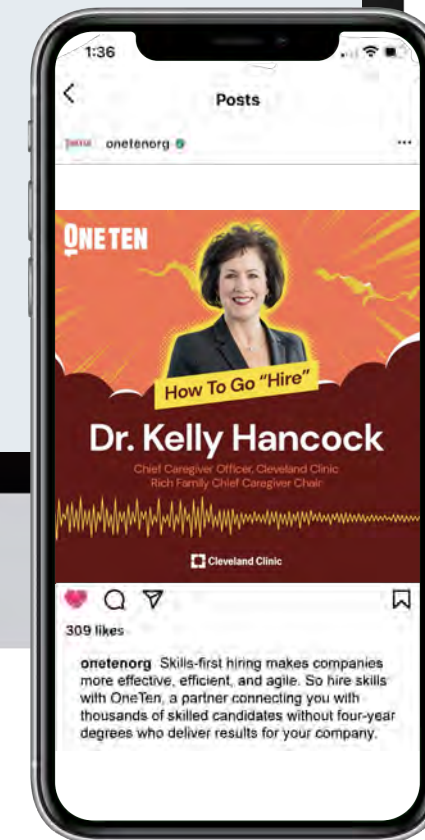 1:36
Posts
onetenorg
ONETEN
How To Go "Hire"
Dr. Kelly Hancock
Chief Caregiver Officer, Cleveland Clinic
Rich Family Chief Caregiver Chair
Cleveland Clinic
309 likes
onetenorg Skills-first hiring makes companies
more effective, efficient, and agile. So hire skills
with OneTen, a partner connecting you with
thousands of skilled candidates without four-year
degrees who deliver results for your company.